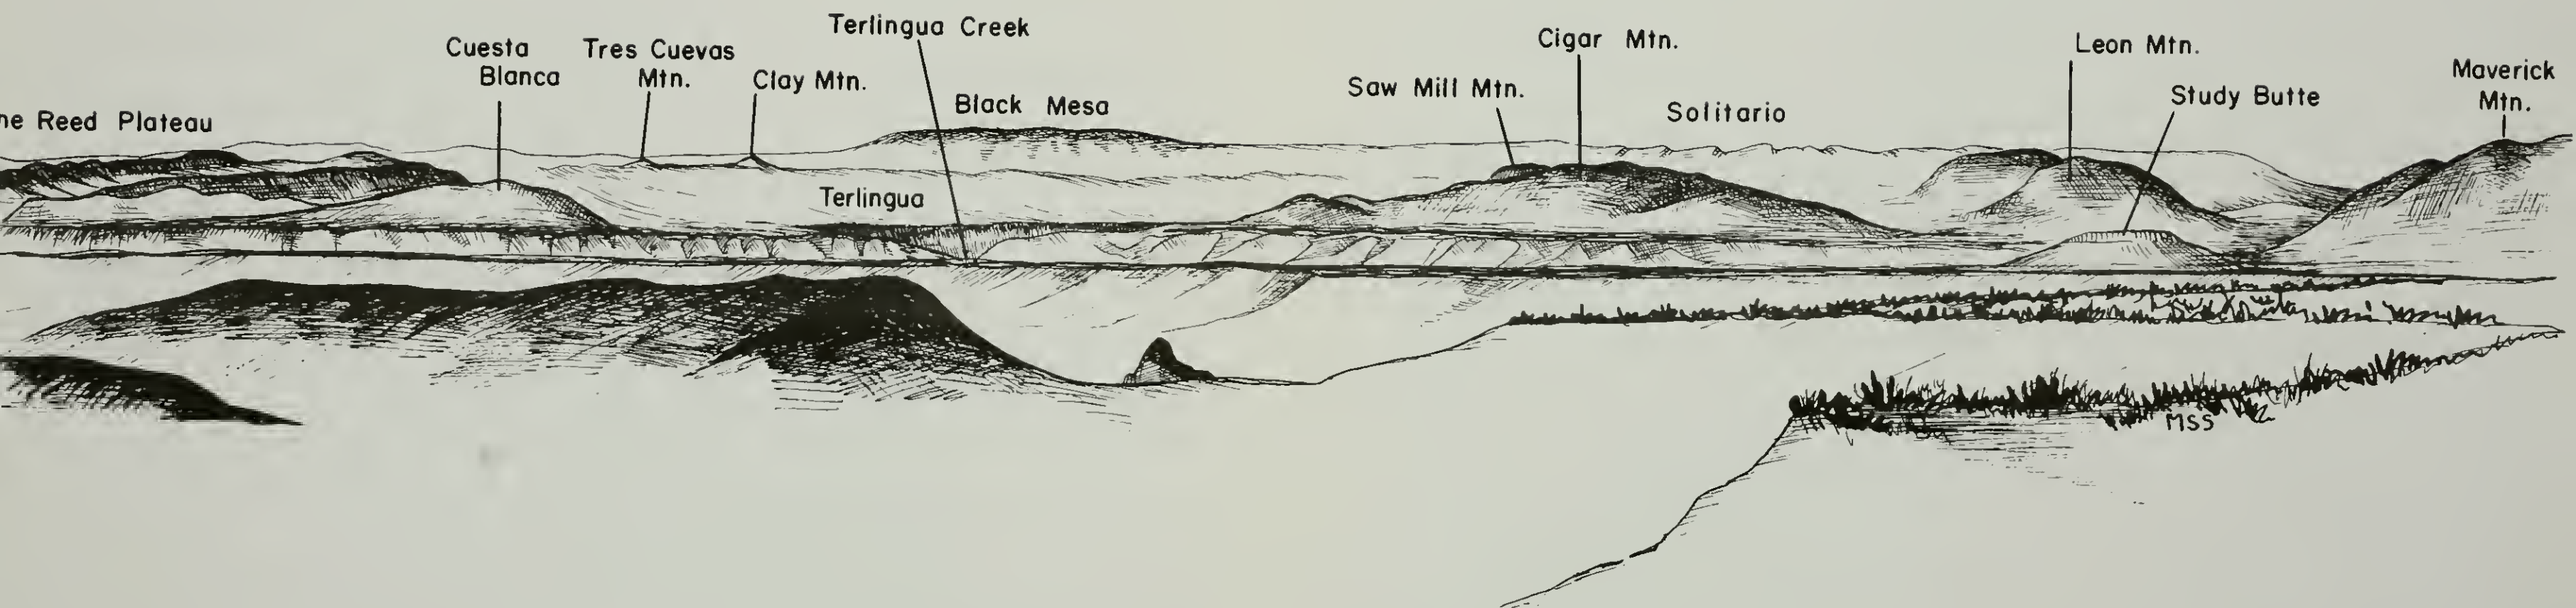 ne Reed Plateau
Cuesta
Blanca
Tres Cuevas
Mtn.
Clay Mtn.
Terlingua Creek
Black Mesa
Terlingua
Saw Mill Mtn.
Cigar Mtn.
Solitario
Leon Mtn.
Study Butte
Maverick
Mtn.
MSS